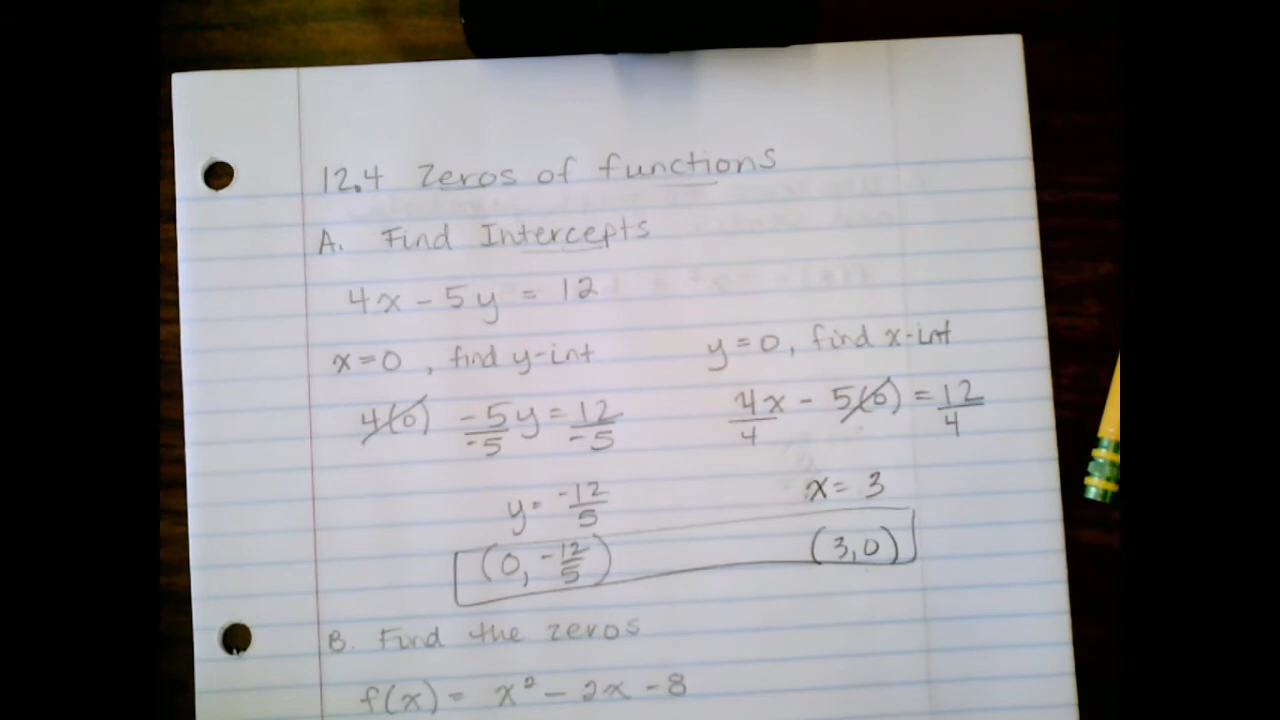 12.4 Zeros of functions
A. Find Intercepts
4x - 5y = 12
x=0, find y-int
y=0, find x-int
4(0) -5y/-5 = 12/-5
4x/4 - 5(0) = 12/4
y = -12/5
x = 3
(0, -12/5)
(3,0)
B. Find the zeros
f(x) = x² - 2x - 8